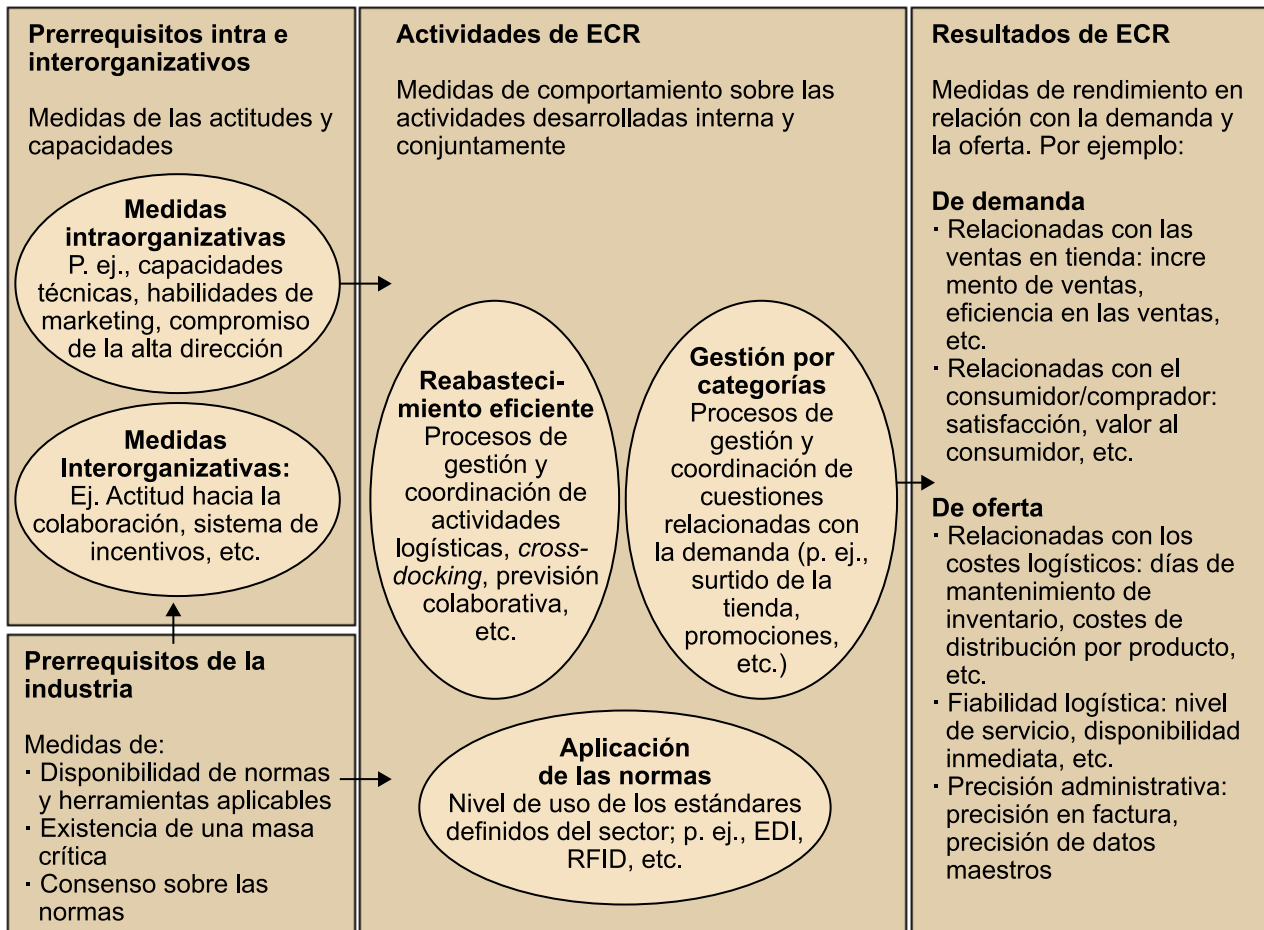 Prerrequisitos intra e
interorganizativos
Medidas de las actitudes y
capacidades
Medidas
intraorganizativas
P. ej., capacidades
técnicas, habilidades de
marketing, compromiso
de la alta dirección
Medidas
Interorganizativas:
Ej. Actitud hacia la
colaboración, sistema de
incentivos, etc.
Prerrequisitos de la
industria
Medidas de:
· Disponibilidad de normas
y herramientas aplicables
· Existencia de una masa
crítica
· Consenso sobre las
normas
Actividades de ECR
Medidas de comportamiento sobre las
actividades desarrolladas interna y
conjuntamente
Reabasteci-
miento eficiente
Procesos de
gestión y
coordinación de
actividades
logísticas, cross-
docking, previsión
colaborativa,
etc.
Gestión por
categorías
Procesos de
gestión y
coordinación de
cuestiones
relacionadas con
la demanda (p. ej.,
surtido de la
tienda,
promociones,
etc.)
Aplicación
de las normas
Nivel de uso de los estándares
definidos del sector; p. ej., EDI,
RFID, etc.
Resultados de ECR
Medidas de rendimiento en
relación con la demanda y
la oferta. Por ejemplo:
De demanda
· Relacionadas con las
ventas en tienda: incre
mento de ventas,
eficiencia en las ventas,
etc.
· Relacionadas con el
consumidor/comprador:
satisfacción, valor al
consumidor, etc.
De oferta
· Relacionadas con los
costes logísticos: días de
mantenimiento de
inventario, costes de
distribución por producto,
etc.
· Fiabilidad logística: nivel
de servicio, disponibilidad
inmediata, etc.
· Precisión administrativa:
precisión en factura,
precisión de datos
maestros